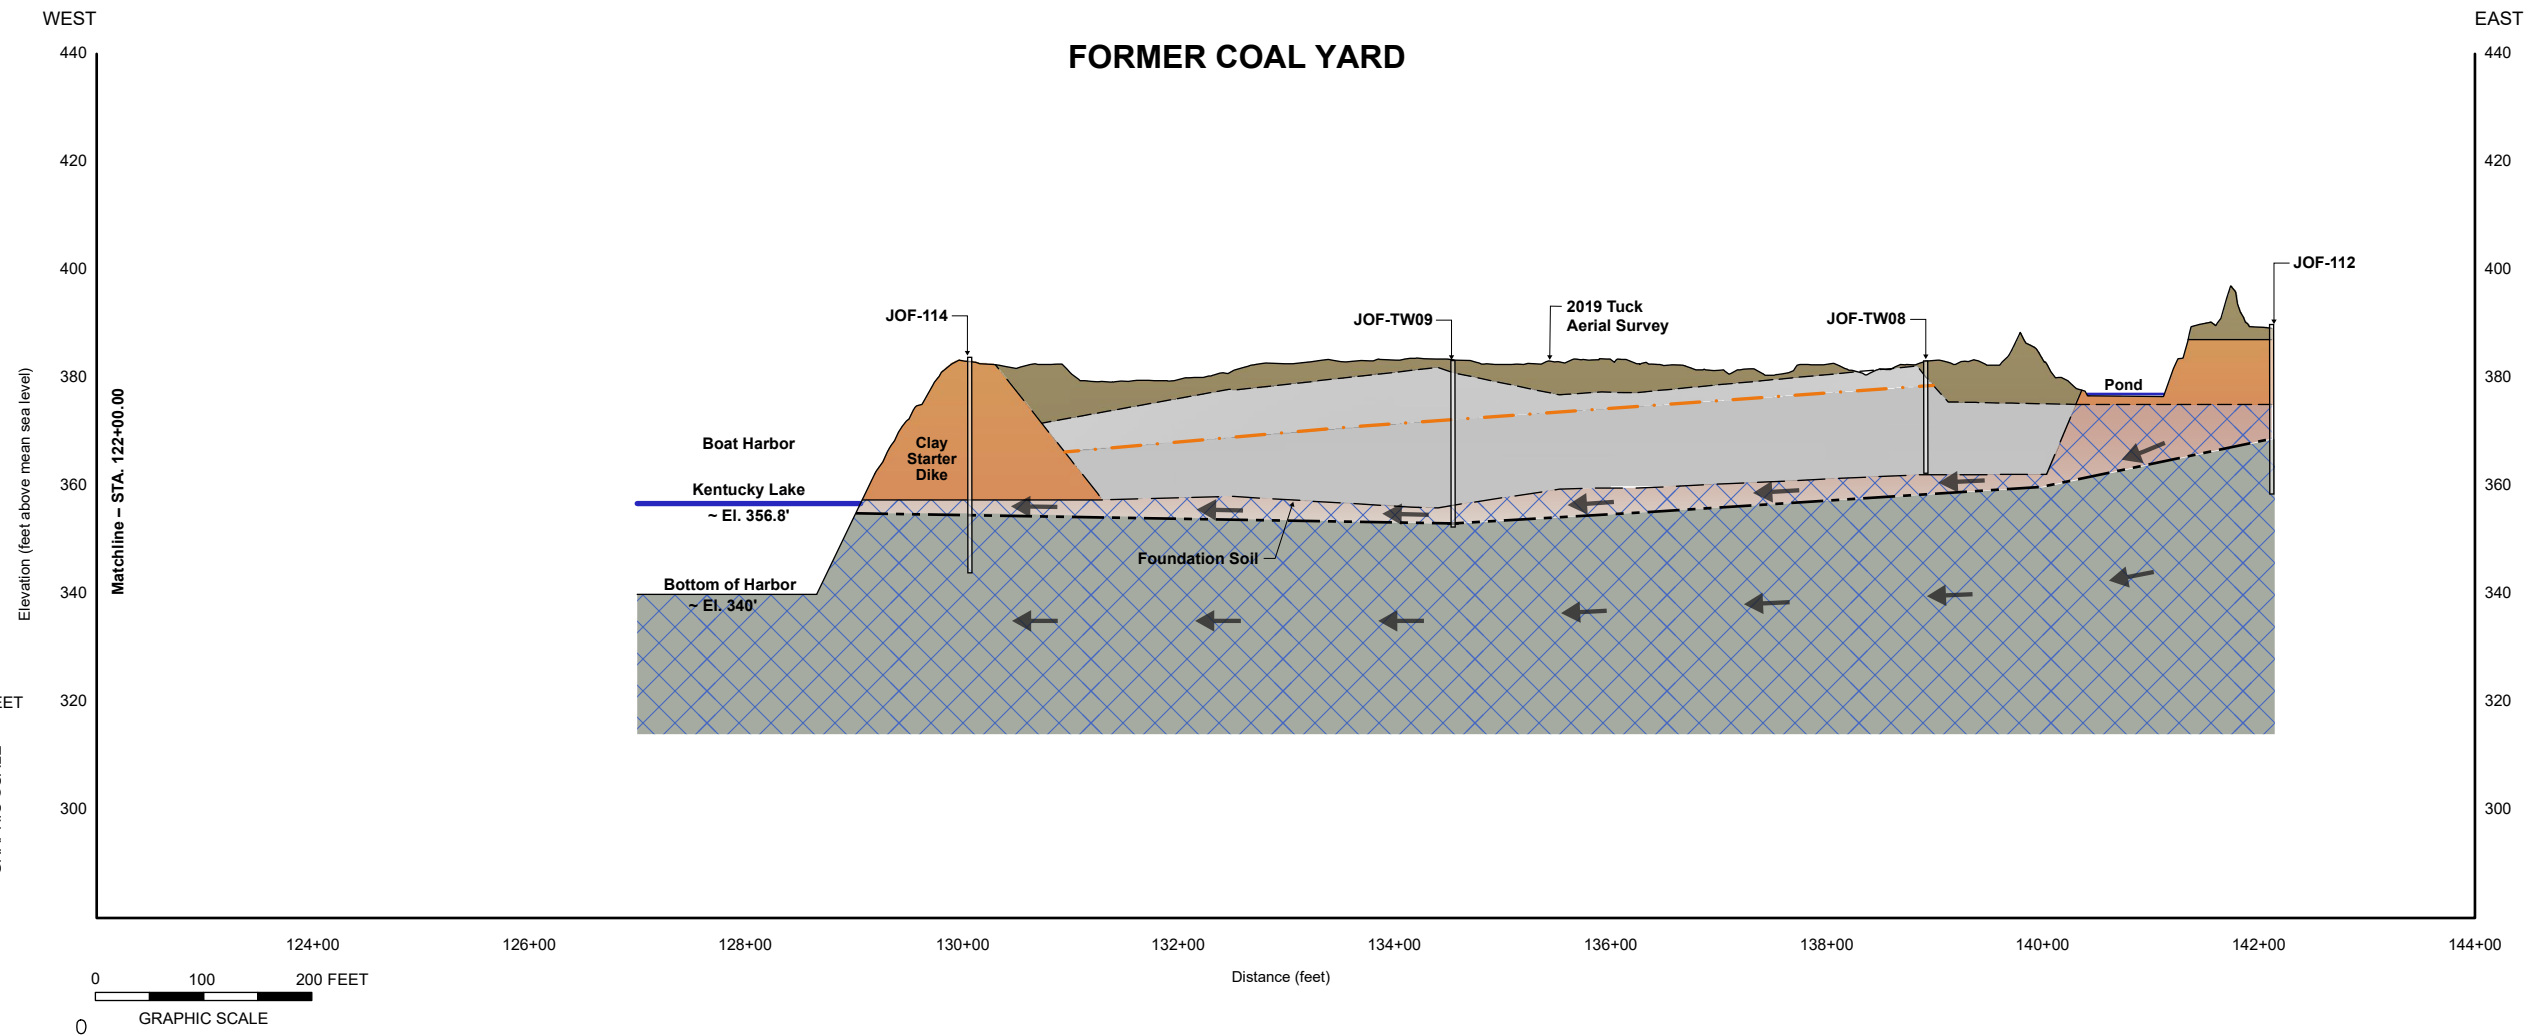 WEST
EAST
FORMER COAL YARD
440
440
420
420
400
400
380
380
360
360
340
340
320
320
300
300
Elevation (feet above mean sea level)
Matchline – STA. 122+00.00
JOF-114
JOF-TW09
2019 Tuck
Aerial Survey
JOF-TW08
JOF-112
Pond
Boat Harbor
Clay
Starter
Dike
Kentucky Lake
~ El. 356.8'
Foundation Soil
Bottom of Harbor
~ El. 340'
124+00
126+00
128+00
130+00
132+00
134+00
136+00
138+00
140+00
142+00
144+00
Distance (feet)
0 100 200 FEET
GRAPHIC SCALE
0